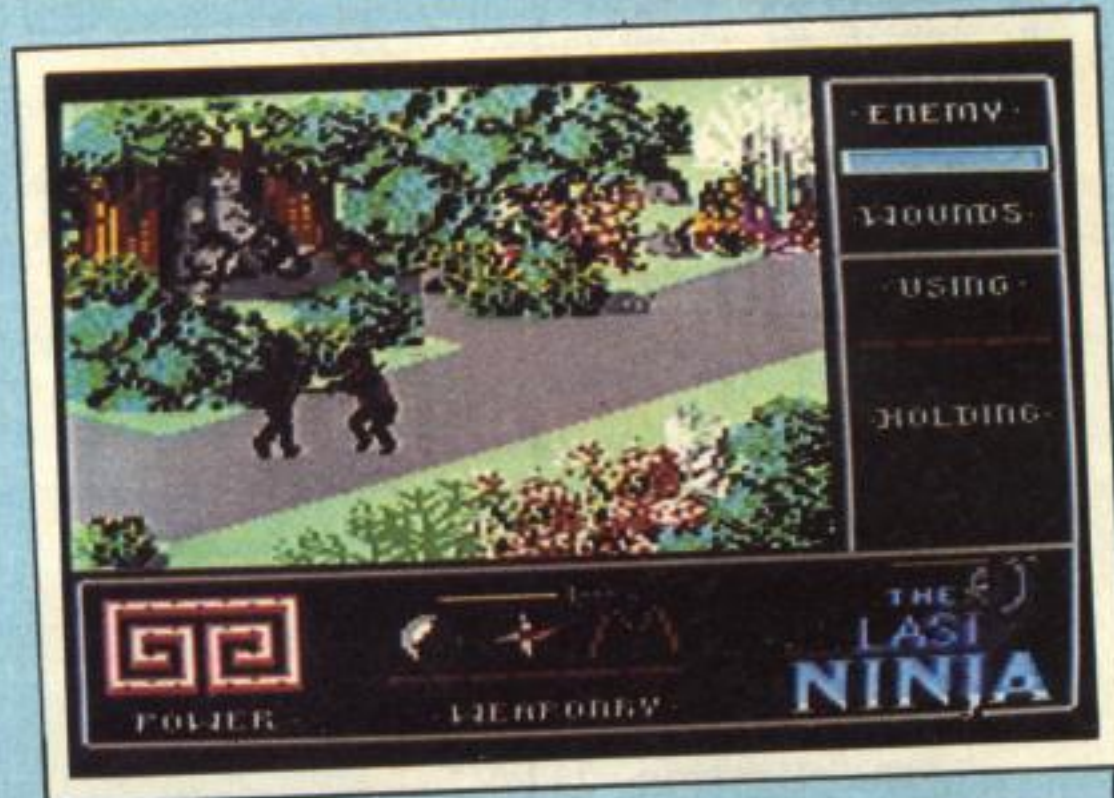 ENEMY
WOUNDS
USING
HOLDING
POWER
WEAPONRY
THE
LAST
NINJA